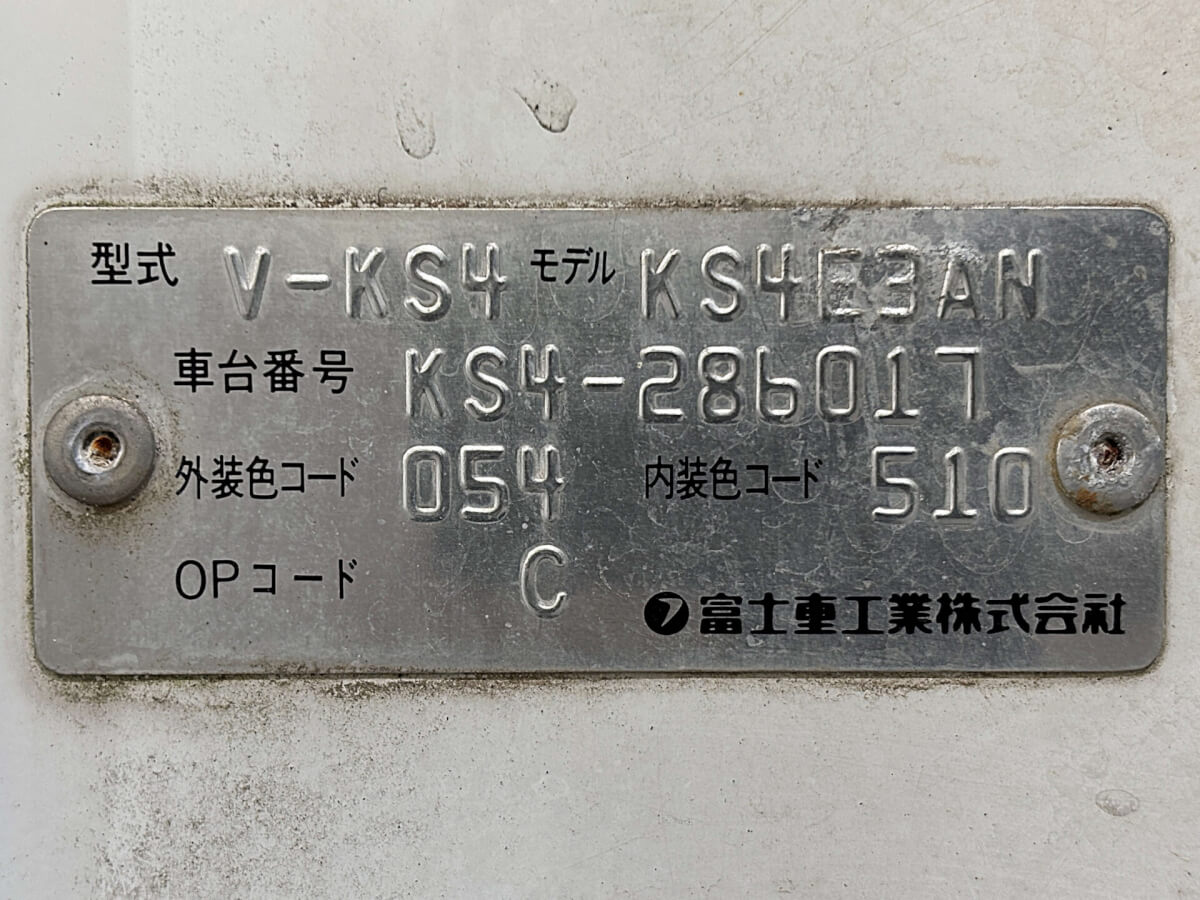 型式 V-KS4 モデル KS4E3AN
車台番号 KS4-286017
外装色コード 054 内装色コード 510
OPコード C
富士重工業株式会社